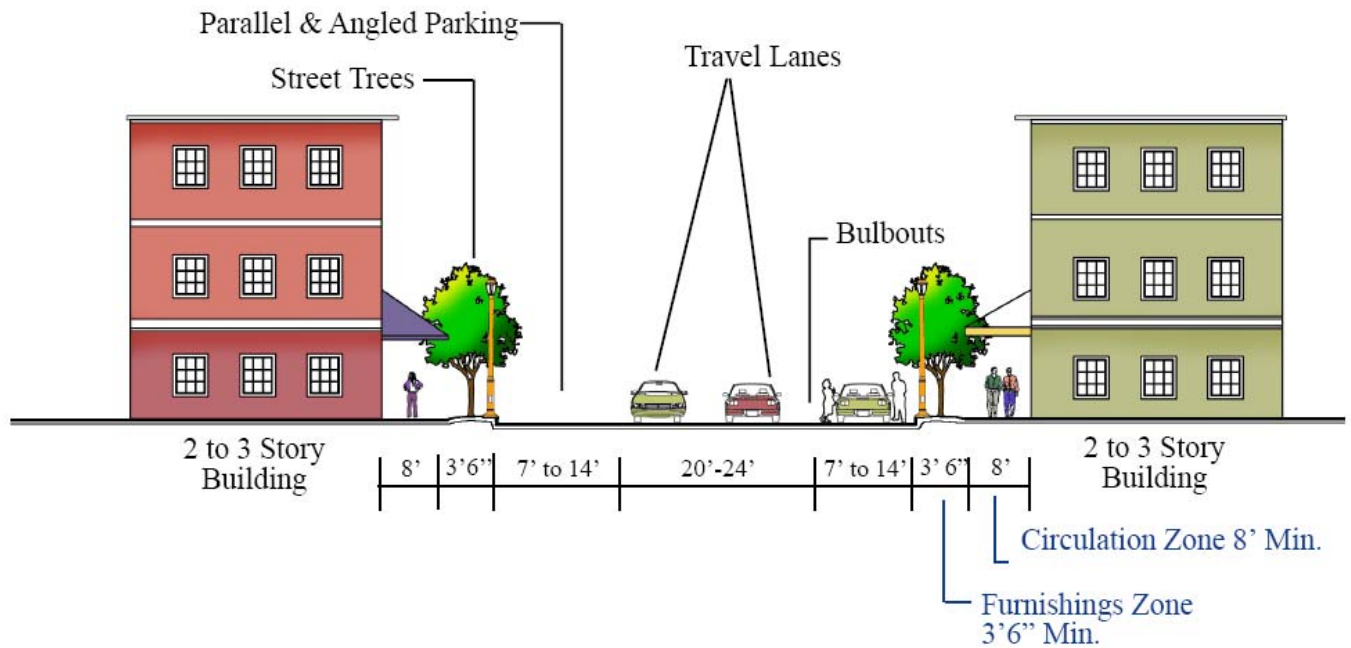 Parallel & Angled Parking
Street Trees
Travel Lanes
Bulbouts
2 to 3 Story
Building
8’
3’6”
7’ to 14’
20’-24’
7’ to 14’
3’ 6”
8’
2 to 3 Story
Building
Circulation Zone 8’ Min.
Furnishings Zone
3’6” Min.